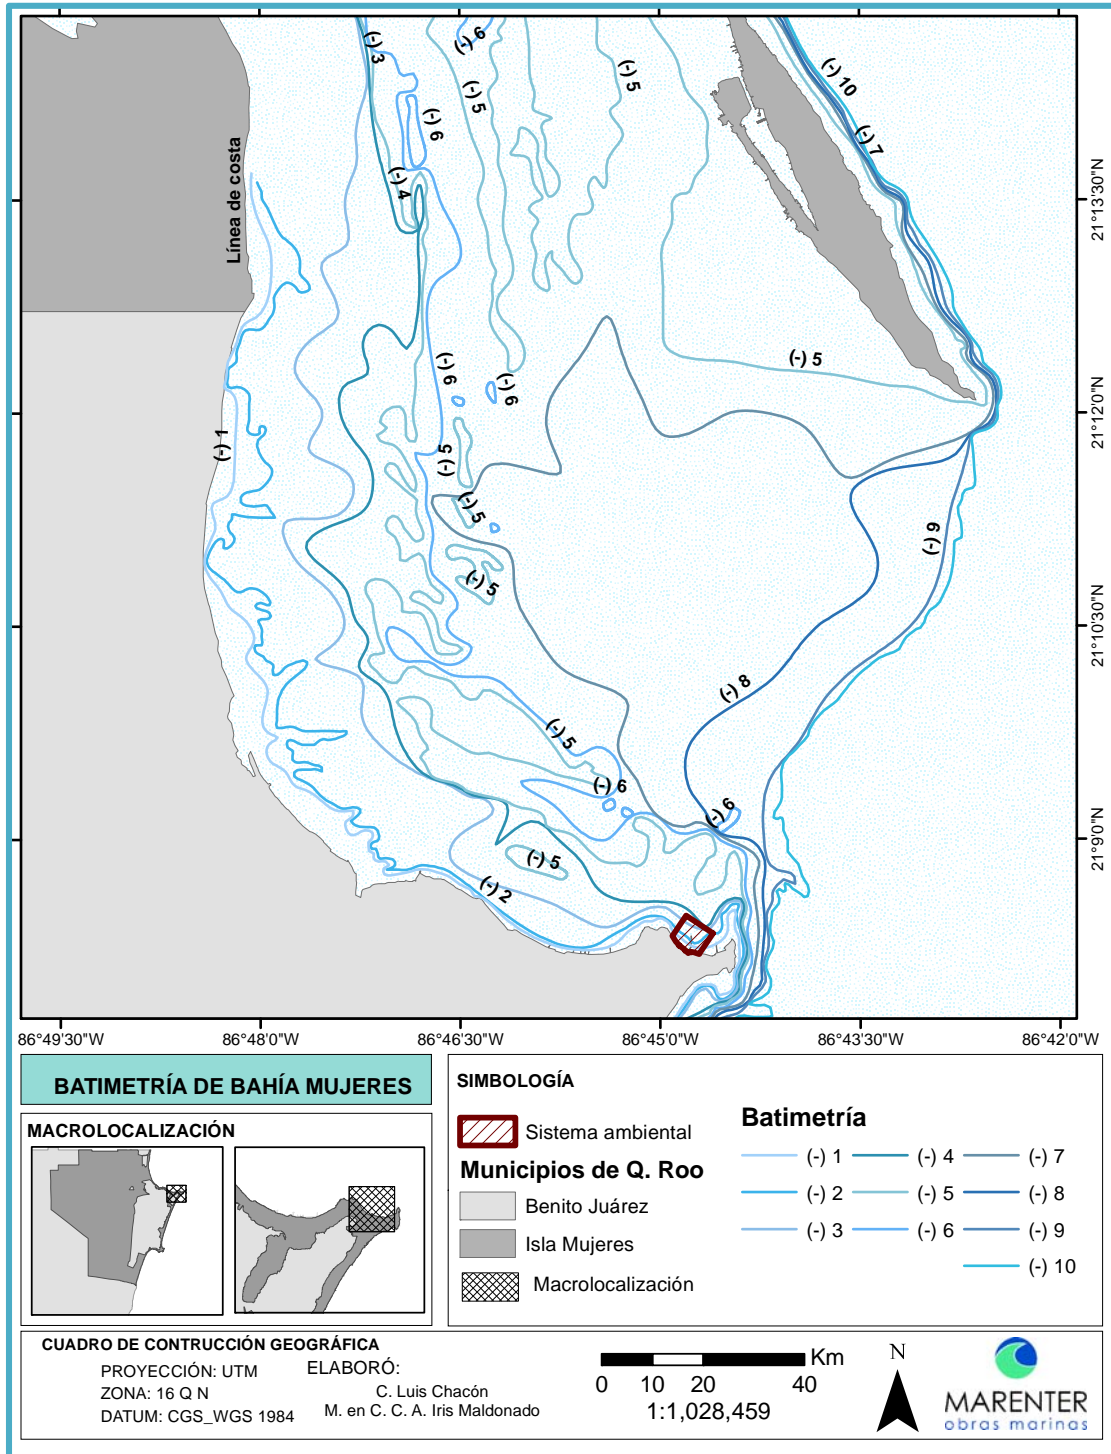 (-) 3
(-) 6
(-) 5
(-) 5
(-) 10
(-) 7
(-) 6
(-) 4
Línea de costa
21°13'30"N
(-) 5
(-) 6
(-) 6
21°12'0"N
(-) 1
(-) 5
(-) 5
(-) 9
(-) 5
21°10'30"N
(-) 8
(-) 5
(-) 6
(-) 6
21°9'0"N
(-) 5
(-) 2
86°49'30"W 86°48'0"W 86°46'30"W 86°45'0"W 86°43'30"W 86°42'0"W
BATIMETRÍA DE BAHÍA MUJERES
MACROLOCALIZACIÓN
SIMBOLOGÍA
Sistema ambiental
Municipios de Q. Roo
Benito Juárez
Isla Mujeres
Macrolocalización
Batimetría
(-) 1 (-) 4 (-) 7
(-) 2 (-) 5 (-) 8
(-) 3 (-) 6 (-) 9
(-) 10
CUADRO DE CONTRUCCIÓN GEOGRÁFICA
PROYECCIÓN: UTM
ZONA: 16 Q N
DATUM: CGS_WGS 1984
ELABORÓ:
C. Luis Chacón
M. en C. C. A. Iris Maldonado
Km
0 10 20 40
1:1,028,459
N
MARENTER
obras marinas